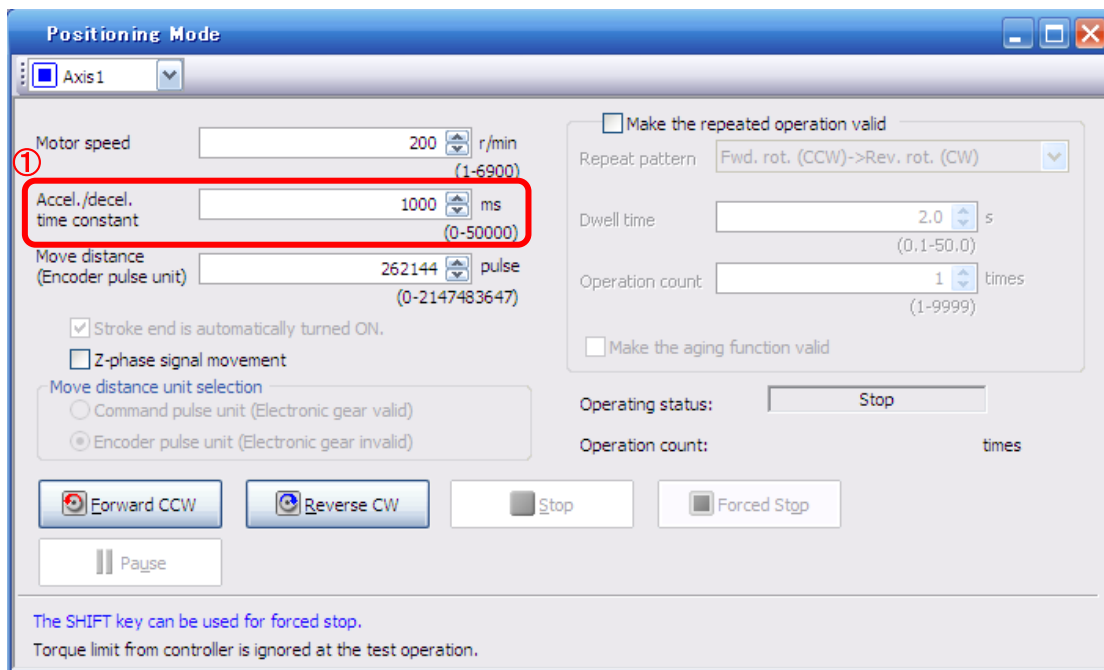 Positioning Mode
Axis1
Motor speed 200 r/min
(1-6900)
①
Accel./decel.
time constant 1000 ms
(0-50000)
Move distance
(Encoder pulse unit) 262144 pulse
(0-2147483647)
Stroke end is automatically turned ON.
Z-phase signal movement
Move distance unit selection
Command pulse unit (Electronic gear valid)
Encoder pulse unit (Electronic gear invalid)
Make the repeated operation valid
Repeat pattern Fwd. rot. (CCW)->Rev. rot. (CW)
Dwell time 2.0 s
(0.1-50.0)
Operation count 1 times
(1-9999)
Make the aging function valid
Operating status: Stop
Operation count: times
Forward CCW Reverse CW Stop Forced Stop
Pause
The SHIFT key can be used for forced stop.
Torque limit from controller is ignored at the test operation.